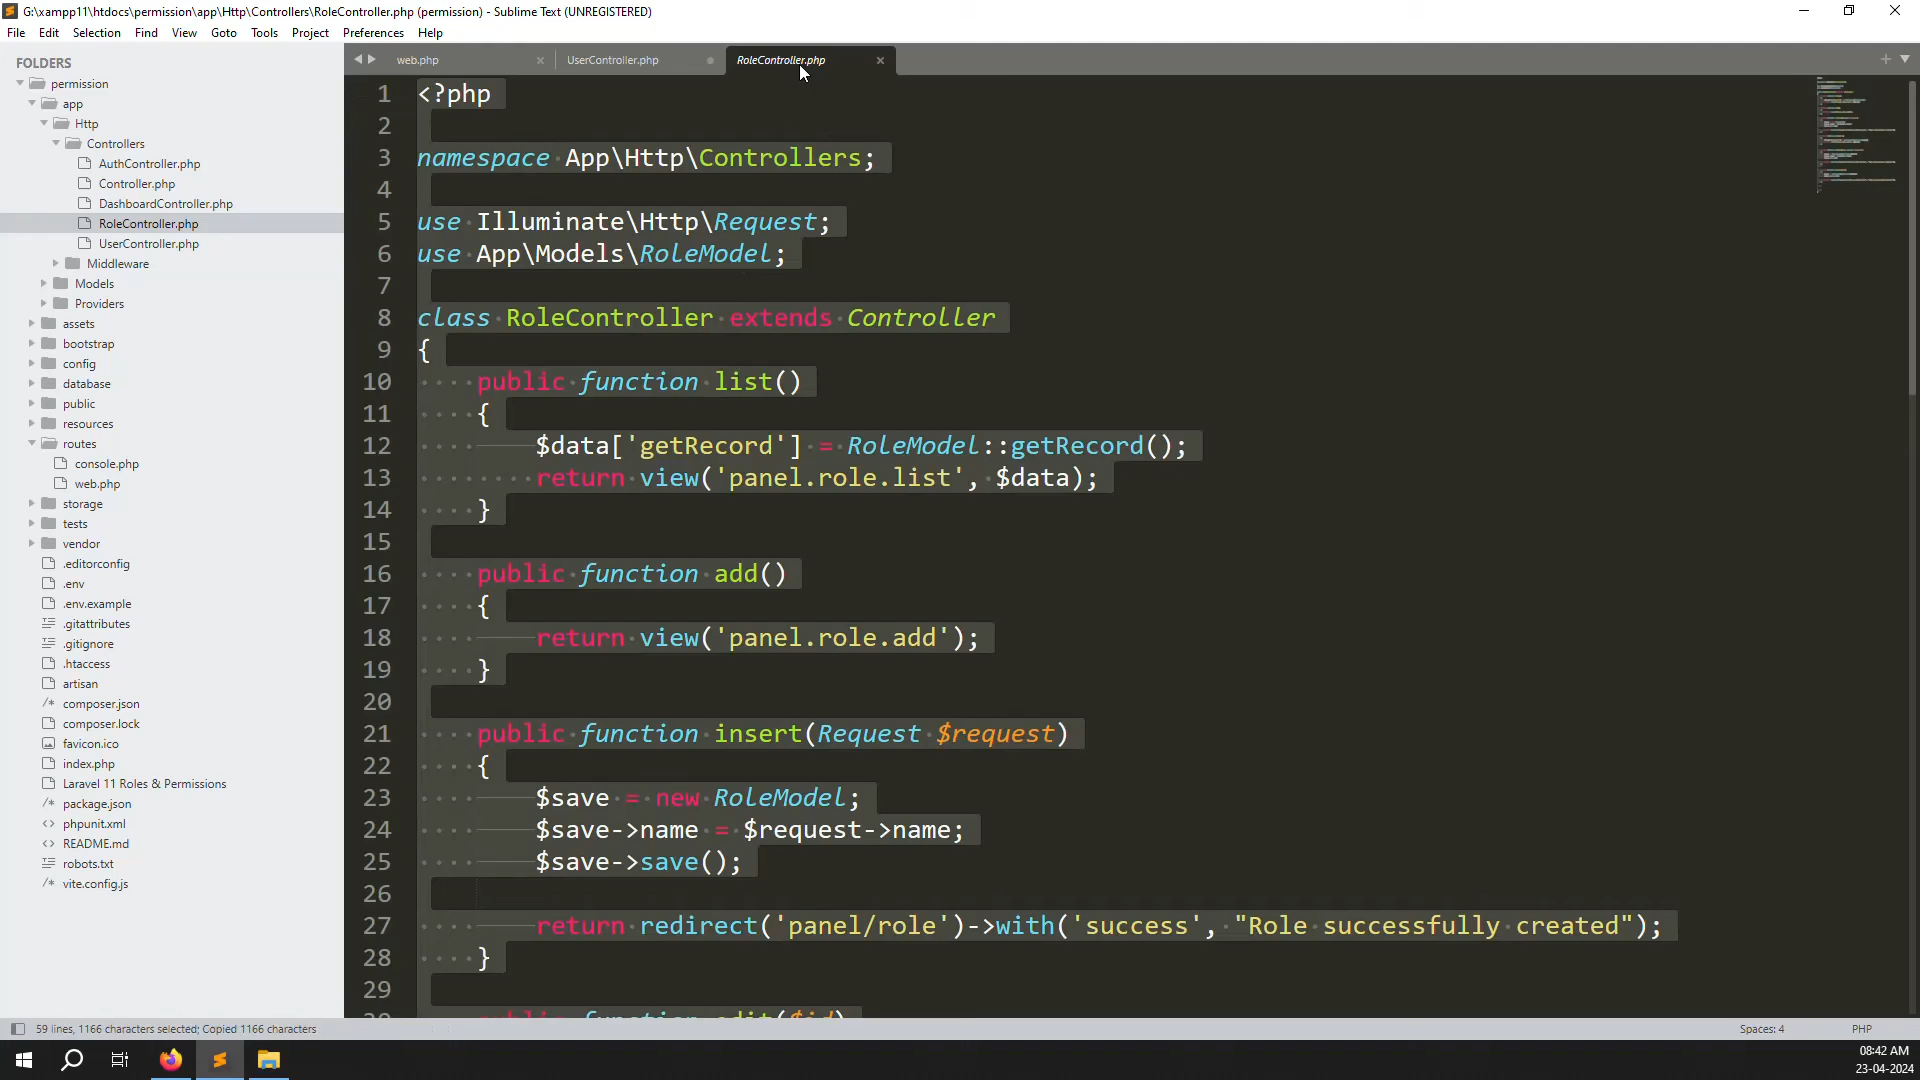 G:\xampp11\htdocs\permission\app\Http\Controllers\RoleController.php (permission) - Sublime Text (UNREGISTERED)
File Edit Selection Find View Goto Tools Project Preferences Help
FOLDERS
permission
app
Http
Controllers
AuthController.php
Controller.php
DashboardController.php
RoleController.php
UserController.php
Middleware
Models
Providers
assets
bootstrap
config
database
public
resources
routes
console.php
web.php
storage
tests
vendor
.editorconfig
.env
.env.example
.gitattributes
.gitignore
.htaccess
artisan
composer.json
composer.lock
favicon.ico
index.php
Laravel 11 Roles & Permissions
package.json
phpunit.xml
README.md
robots.txt
vite.config.js
web.php UserController.php RoleController.php
1 <?php
2
3 namespace App\Http\Controllers;
4
5 use Illuminate\Http\Request;
6 use App\Models\RoleModel;
7
8 class RoleController extends Controller
9 {
10 public function list()
11 {
12 $data['getRecord'] = RoleModel::getRecord();
13 return view('panel.role.list', $data);
14 }
15
16 public function add()
17 {
18 return view('panel.role.add');
19 }
20
21 public function insert(Request $request)
22 {
23 $save = new RoleModel;
24 $save->name = $request->name;
25 $save->save();
26
27 return redirect('panel/role')->with('success', "Role successfully created");
28 }
29
30 public function edit($id)
59 lines, 1166 characters selected; Copied 1166 characters
Spaces: 4 PHP
08:42 AM
23-04-2024